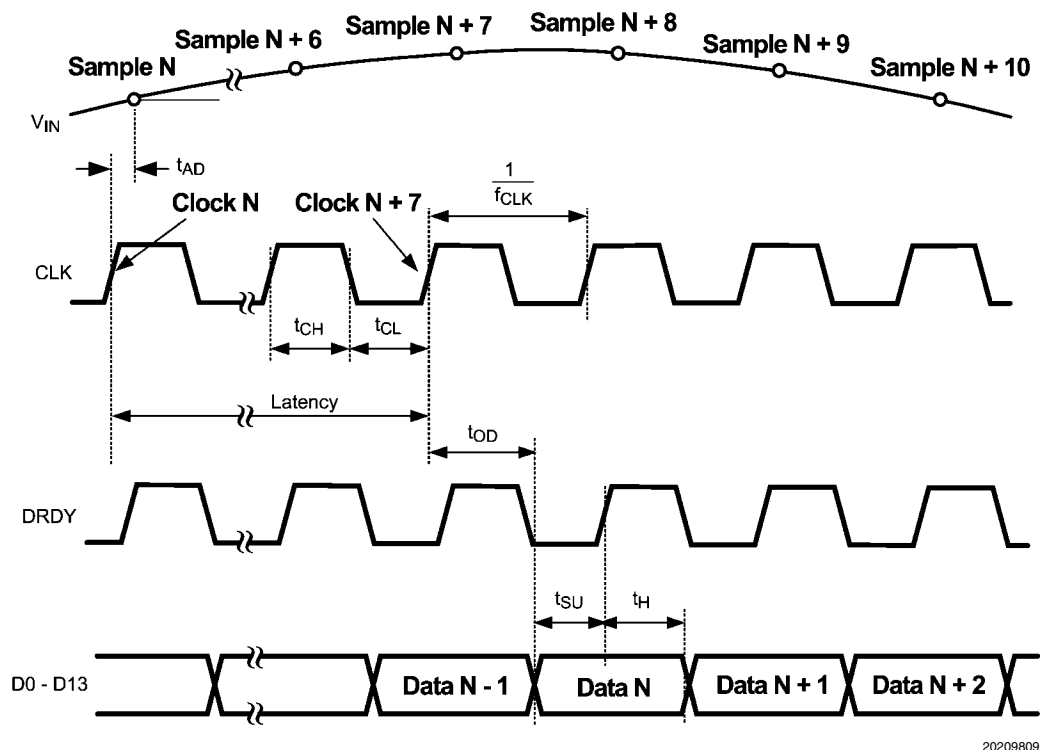 Sample N
Sample N + 6
Sample N + 7
Sample N + 8
Sample N + 9
Sample N + 10
VIN
tAD
Clock N
Clock N + 7
1
fCLK
CLK
tCH
tCL
Latency
tOD
DRDY
tSU
tH
D0 - D13
Data N - 1
Data N
Data N + 1
Data N + 2
20209809